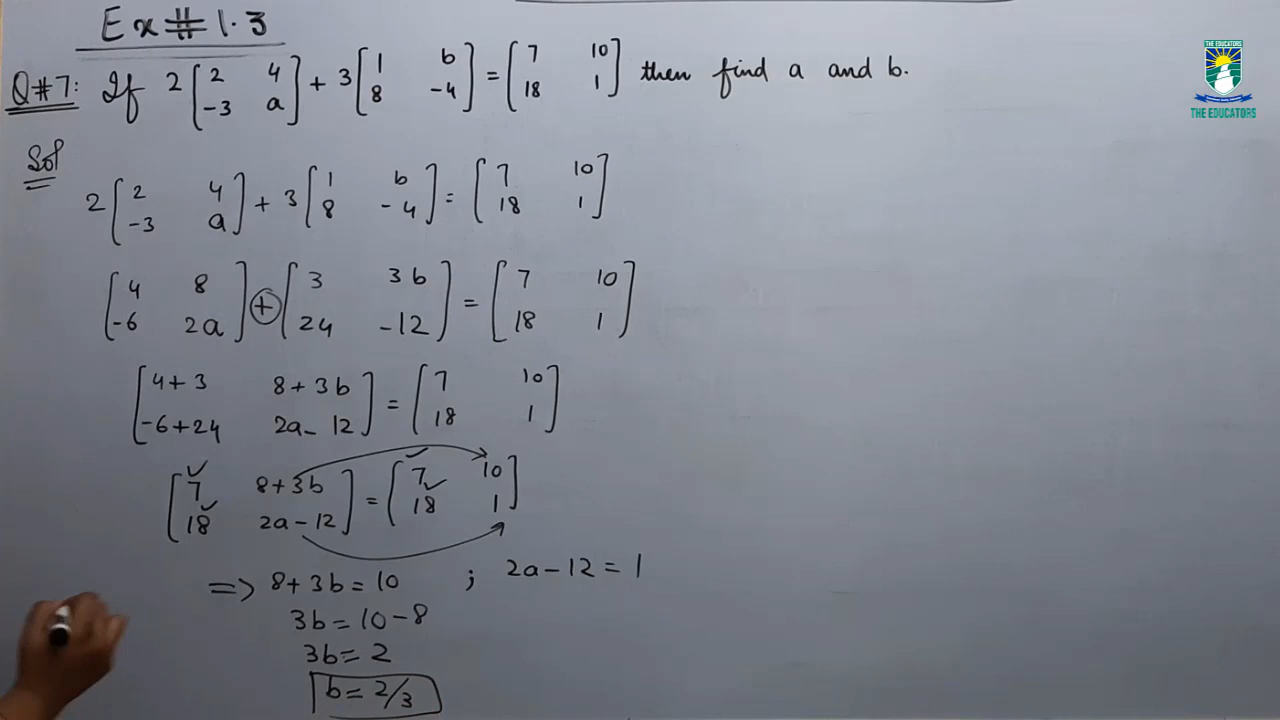 Ex # 1.3
THE EDUCATORS
THE EDUCATORS
Q#7: If 2 [2 4 -3 a] + 3 [1 b 8 -4] = [7 10 18 1] then find a and b.
Sol
2 [2 4 -3 a] + 3 [1 b 8 -4] = [7 10 18 1]
[4 8 -6 2a] + [3 3b 24 -12] = [7 10 18 1]
[4+3 8+3b -6+24 2a-12] = [7 10 18 1]
[7 8+3b 18 2a-12] = [7 10 18 1]
=> 8+3b=10 ; 2a-12=1
3b=10-8
3b=2
b=2/3